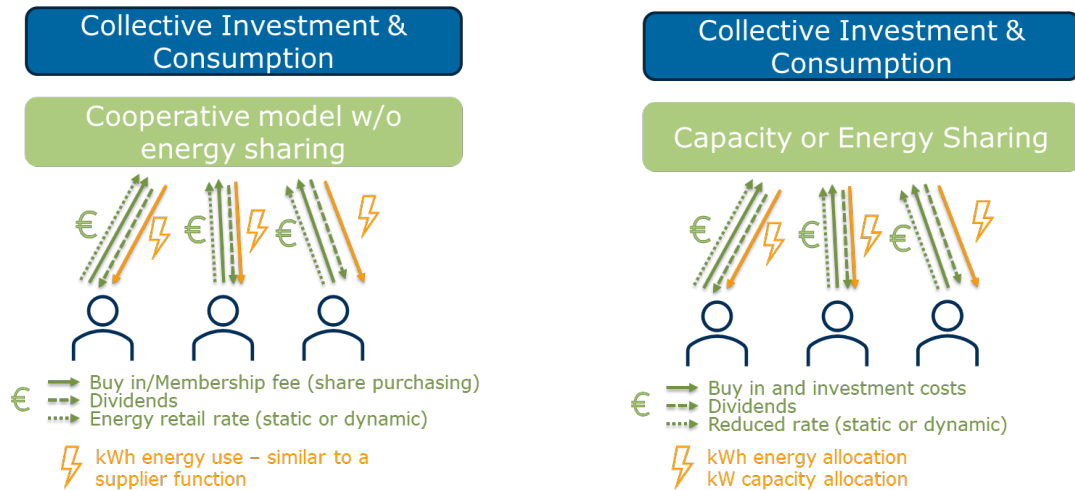 Collective Investment &
Consumption
Cooperative model w/o
energy sharing
€
€
€
€
Buy in/Membership fee (share purchasing)
Dividends
Energy retail rate (static or dynamic)
kWh energy use – similar to a
supplier function
Collective Investment &
Consumption
Capacity or Energy Sharing
€
€
€
€
Buy in and investment costs
Dividends
Reduced rate (static or dynamic)
kWh energy allocation
kW capacity allocation